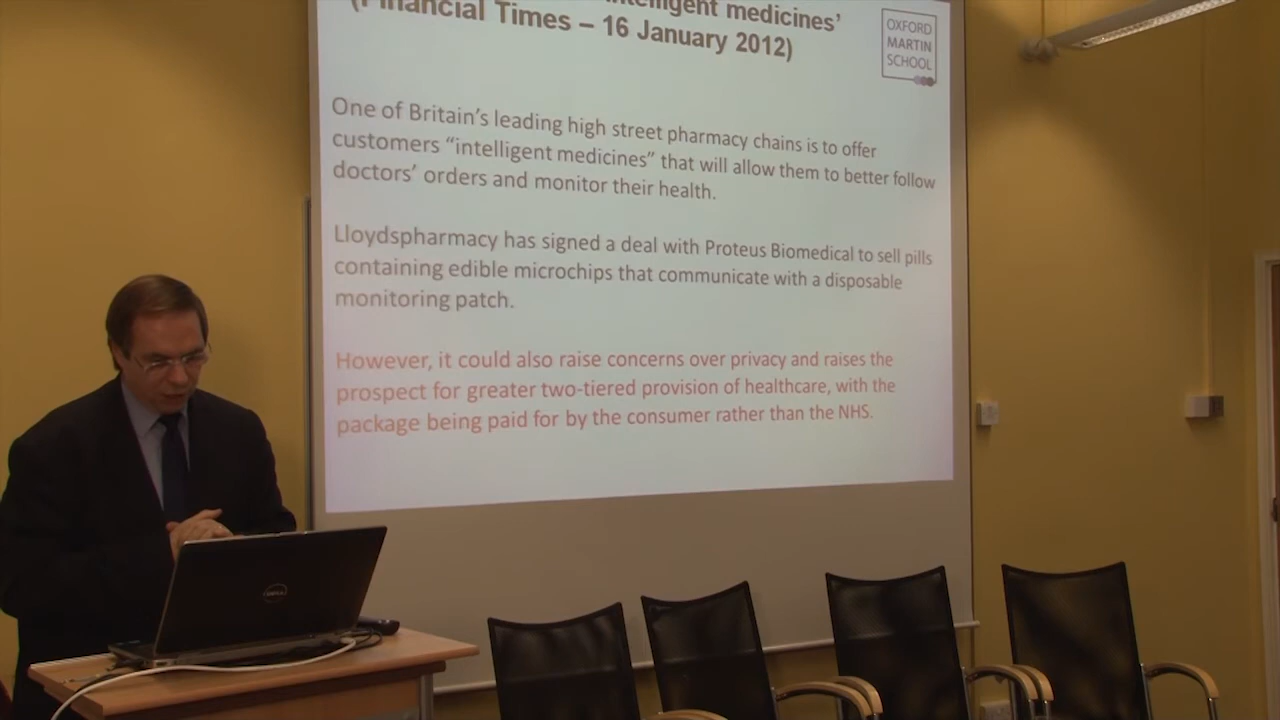 intelligent medicines’
(Financial Times – 16 January 2012)
OXFORD
MARTIN
SCHOOL
One of Britain’s leading high street pharmacy chains is to offer
customers “intelligent medicines” that will allow them to better follow
doctors’ orders and monitor their health.
Lloydspharmacy has signed a deal with Proteus Biomedical to sell pills
containing edible microchips that communicate with a disposable
monitoring patch.
However, it could also raise concerns over privacy and raises the
prospect for greater two-tiered provision of healthcare, with the
package being paid for by the consumer rather than the NHS.
DELL